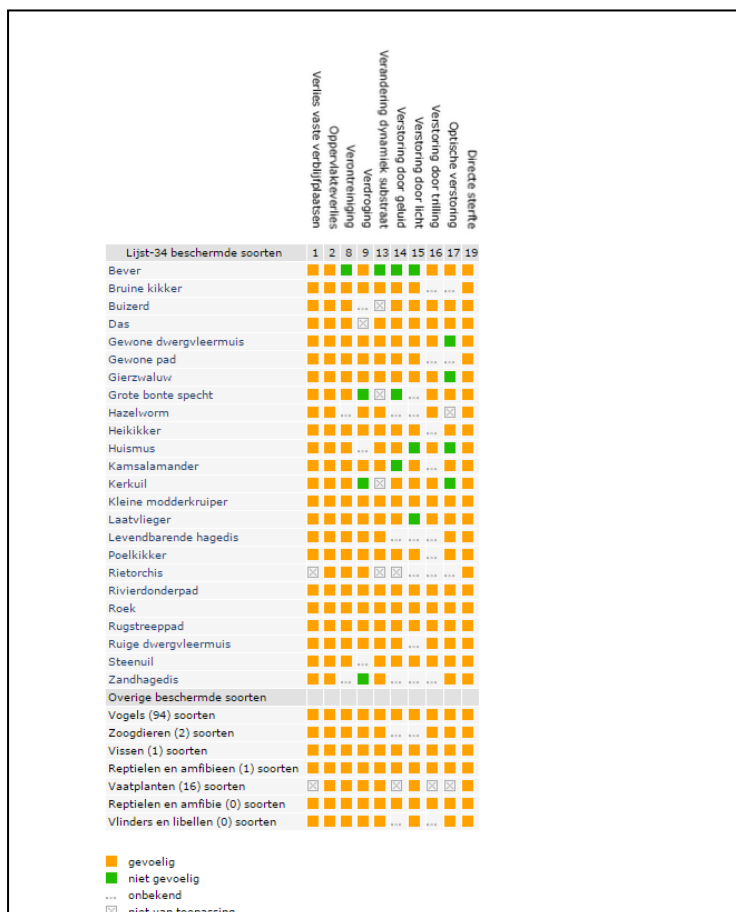 Verlies vaste verblijfplaatsen
Oppervlakteverlies
Verontreiniging
Verdroging
Verandering dynamiek substraat
Verstoring door geluid
Verstoring door licht
Verstoring door trilling
Optische verstoring
Directe sterfte
Lijst-34 beschermde soorten 1 2 8 9 13 14 15 16 17 19
Bever
Bruine kikker ... ...
Buizerd ...
Das
Gewone dwergvleermuis
Gewone pad ... ...
Gierzwaluw
Grote bonte specht ...
Hazelworm ... ... ...
Heikikker ...
Huismus ...
Kamsalamander ...
Kerkuil
Kleine modderkruiper
Laatvlieger
Levendbarende hagedis ... ... ...
Poelkikker ...
Rietorchis ... ... ...
Rivierdonderpad
Roek
Rugstreeppad
Ruige dwergvleermuis ...
Steenuil ...
Zandhagedis ... ... ... ...
Overige beschermde soorten
Vogels (94) soorten
Zoogdieren (2) soorten ... ...
Vissen (1) soorten
Reptielen en amfibieen (1) soorten
Vaatplanten (16) soorten
Reptielen en amfibie (0) soorten
Vlinders en libellen (0) soorten ... ...
gevoelig
niet gevoelig
... onbekend
niet van toepassing